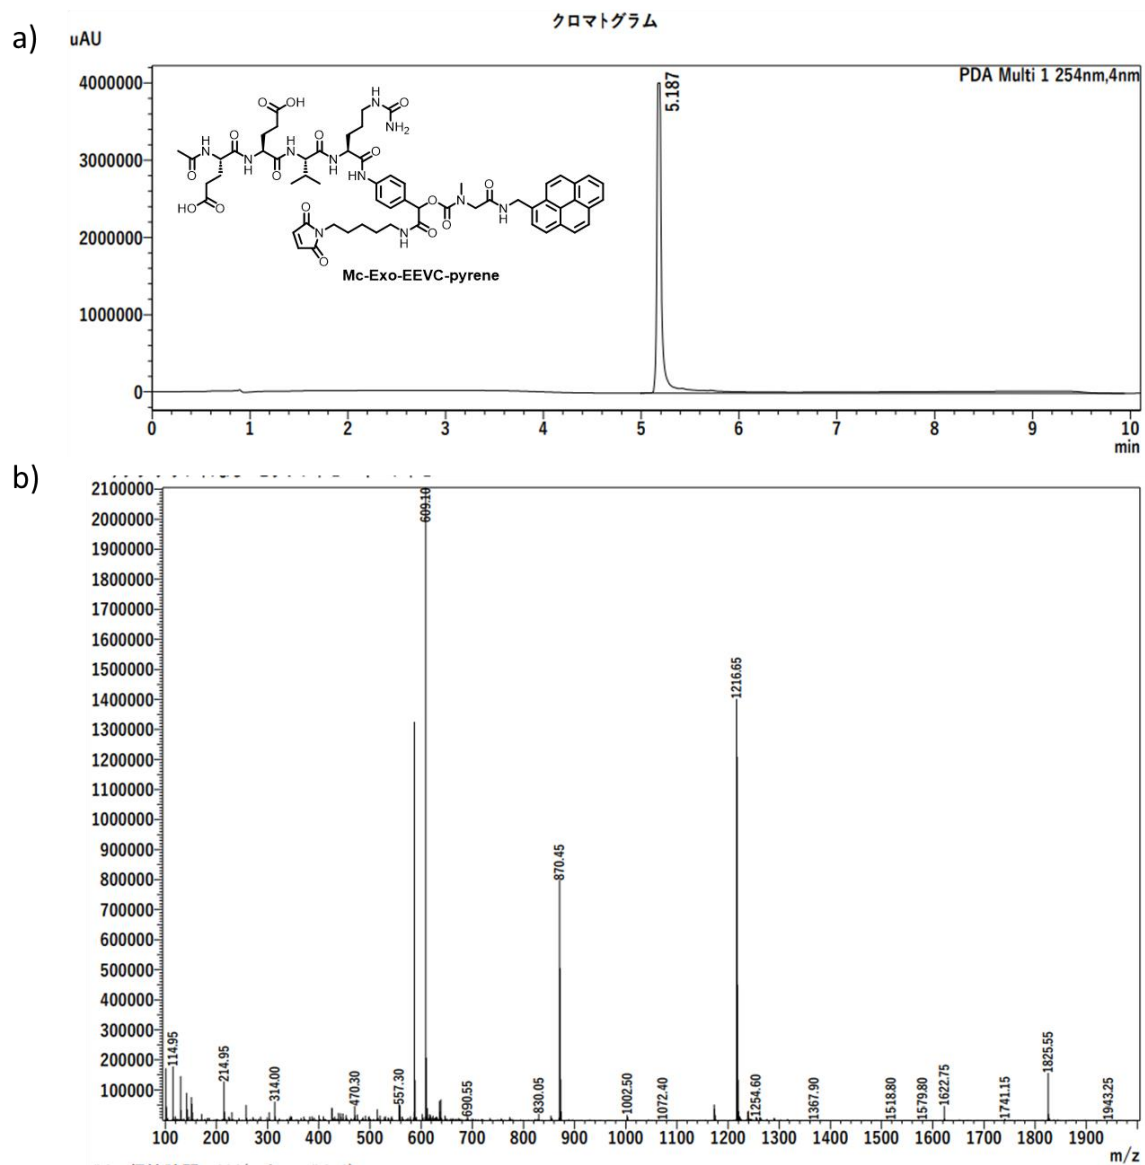 a)
uAU
クロマトグラム
PDA Multi 1 254nm,4nm
5.187
4000000
3000000
2000000
1000000
0
O
OH
H
N
O
NH2
H
N
O
O
N
H
O
H
N
O
N
H
O
HO
O
NH
O
O
N
O
N
H
O
N
O
N
H
O
O
Mc-Exo-EEVC-pyrene
0 1 2 3 4 5 6 7 8 9 10
min
b)
2100000
2000000
1900000
1800000
1700000
1600000
1500000
1400000
1300000
1200000
1100000
1000000
900000
800000
700000
600000
500000
400000
300000
200000
100000
114.95
214.95
314.00
470.30
557.30
609.10
690.55
830.05
870.45
1002.50
1072.40
1216.65
1254.60
1367.90
1518.80
1579.80
1622.75
1741.15
1825.55
1943.25
100 200 300 400 500 600 700 800 900 1000 1100 1200 1300 1400 1500 1600 1700 1800 1900
m/z